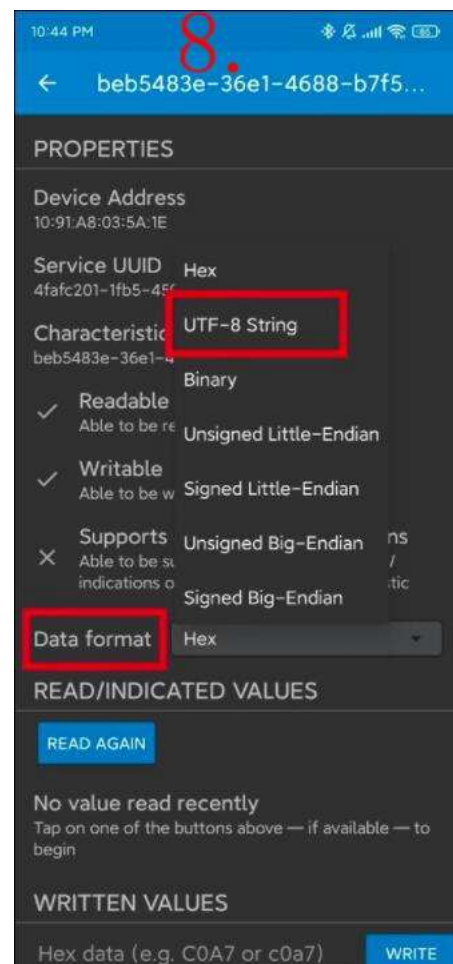 10:44 PM
8.
beb5483e-36e1-4688-b7f5...
PROPERTIES
Device Address
10:91:A8:03:5A:1E
Service UUID
4fafc201-1fb5-45
Characteristic
beb5483e-36e1-4
Readable
Able to be re
Writable
Able to be w
Supports
ns
Able to be su
/
indications o
tic
Hex
UTF-8 String
Binary
Unsigned Little-Endian
Signed Little-Endian
Unsigned Big-Endian
Signed Big-Endian
Data format
Hex
READ/INDICATED VALUES
READ AGAIN
No value read recently
Tap on one of the buttons above — if available — to
begin
WRITTEN VALUES
Hex data (e.g. C0A7 or c0a7)
WRITE